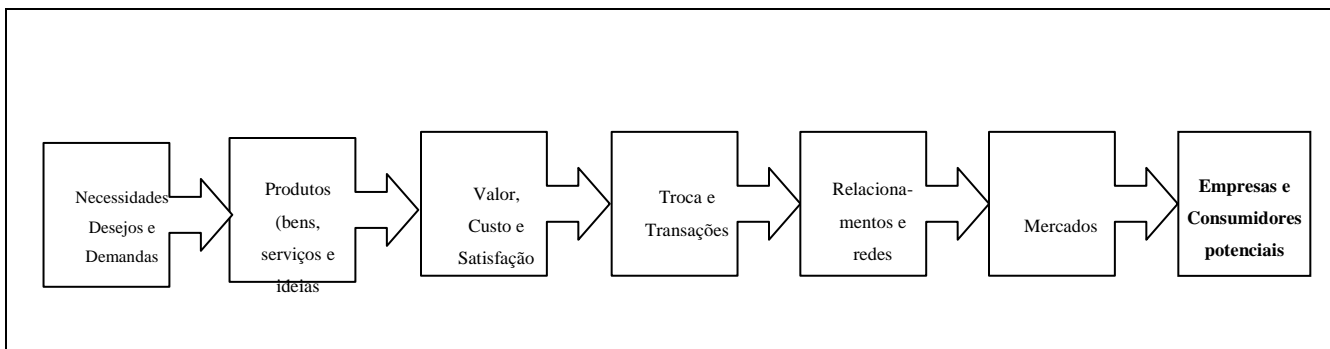 Necessidades
Desejos e
Demandas
Produtos
(bens,
serviços e
ideias
Valor,
Custo e
Satisfação
Troca e
Transações
Relaciona-
mentos e
redes
Mercados
Empresas e
Consumidores
potenciais